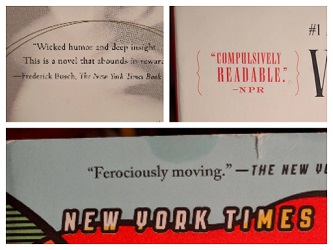 "Wicked humor and deep insight.
This is a novel that abounds in rewar
—Frederick Busch, The New York Times Book
#1
"COMPULSIVELY
READABLE."
–NPR
"Ferociously moving." —THE NEW
NEW YORK TIMES